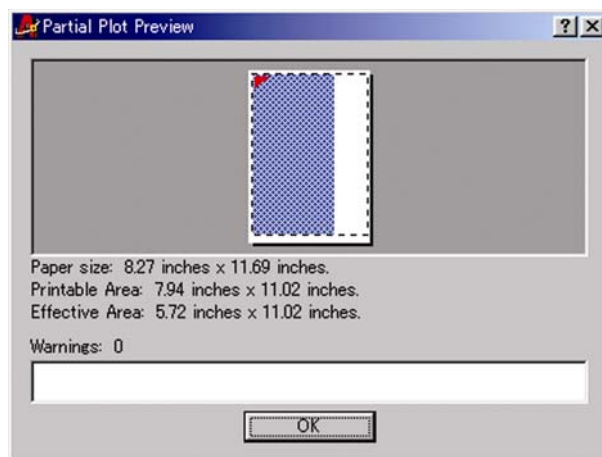 Partial Plot Preview
Paper size: 8.27 inches x 11.69 inches.
Printable Area: 7.94 inches x 11.02 inches.
Effective Area: 5.72 inches x 11.02 inches.
Warnings: 0
OK